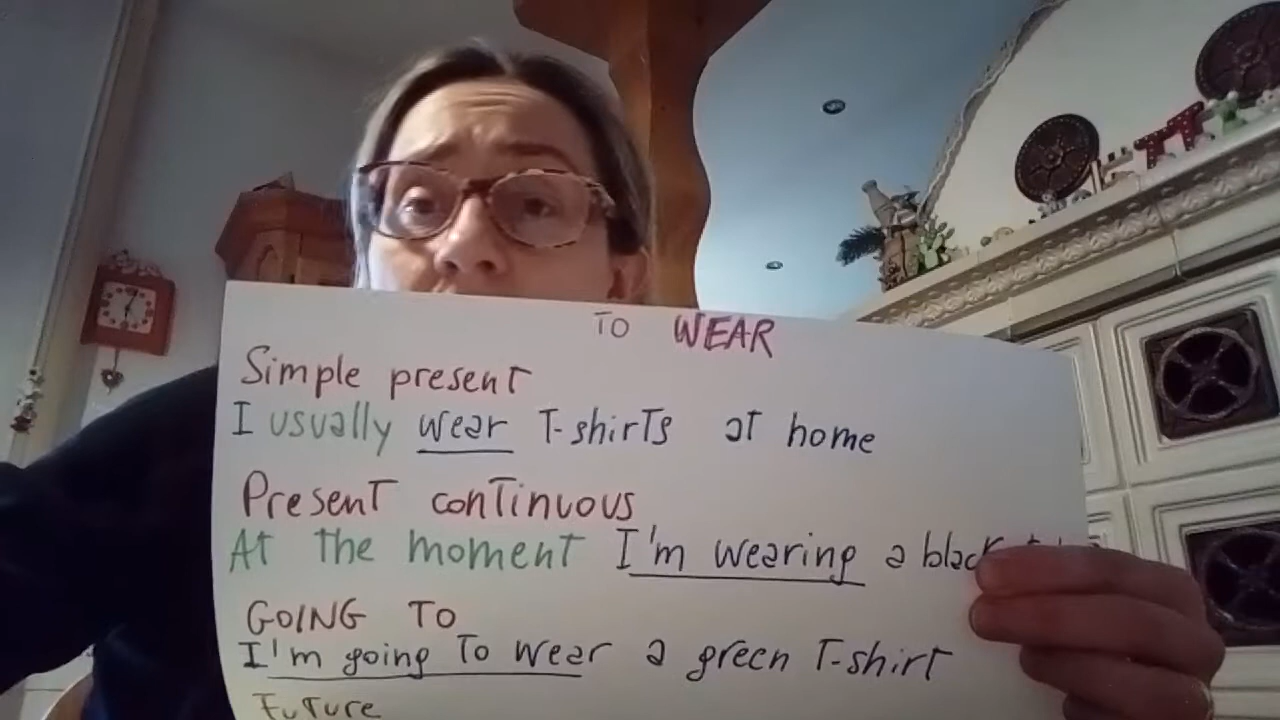 TO WEAR
Simple present
I usually wear T-shirts at home
Present continuous
At the moment I'm wearing a black
GOING TO
I'm going To wear a green T-shirt
Future